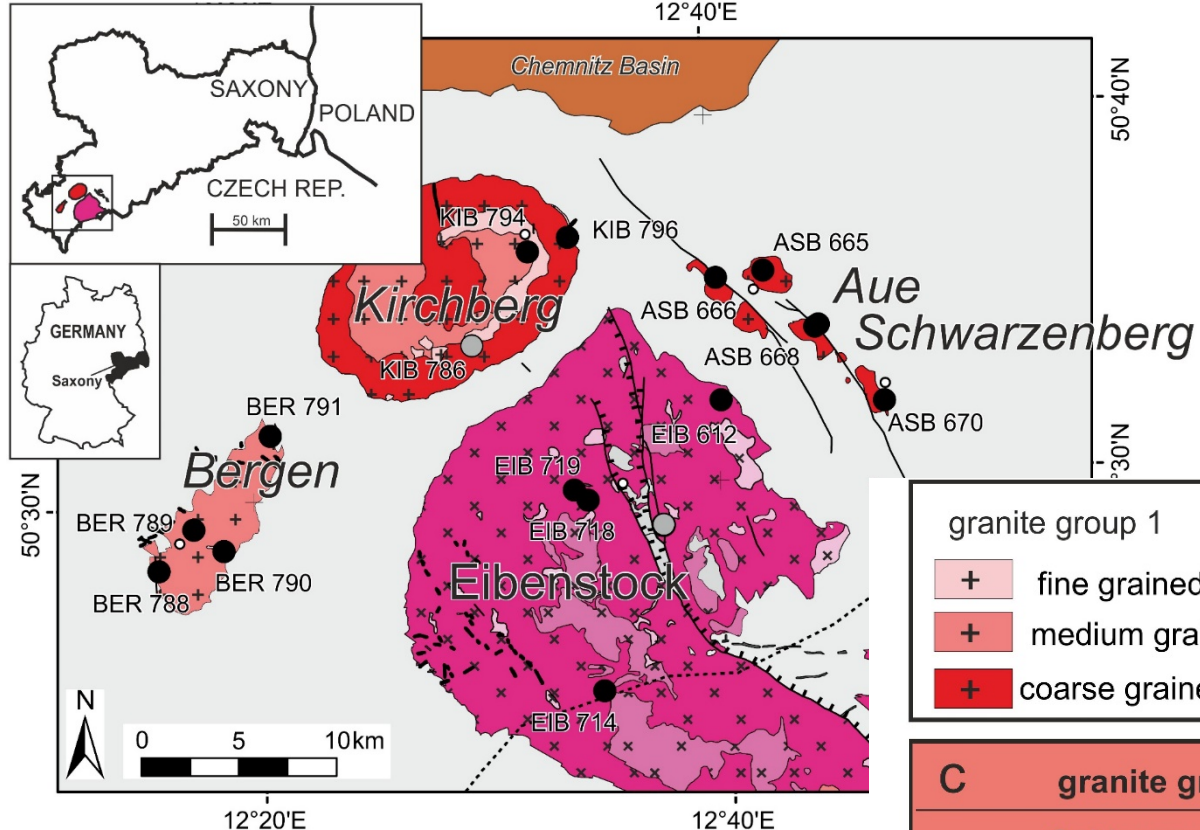 12°40'E
SAXONY
POLAND
CZECH REP.
50 km
GERMANY
Saxony
Chemnitz Basin
50°40'N
KIB 794
KIB 796
ASB 665
Kirchberg
Aue
Schwarzenberg
ASB 666
ASB 668
KIB 786
ASB 670
BER 791
EIB 612
Bergen
EIB 719
50°30'N
50°30'N
BER 789
EIB 718
BER 790
Eibenstock
BER 788
EIB 714
N
0 5 10km
12°20'E
12°40'E
granite group 1
fine grained
medium gra
coarse graine
C granite gr